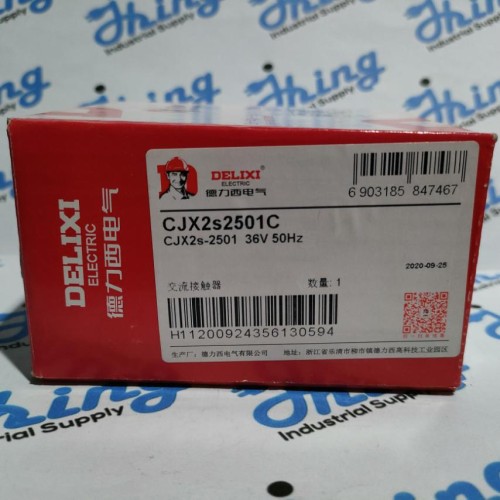 DELIXI
ELECTRIC
德力西电气
DELIXI
ELECTRIC
德力西电气
6 903185 847467
CJX2s2501C
CJX2s-2501 36V 50Hz
2020-09-25
交流接触器 数量: 1
H11200924356130594
生产厂: 德力西电气有限公司 地址: 浙江省乐清市柳市镇德力西高科技工业园区
Thing
Industrial Supply